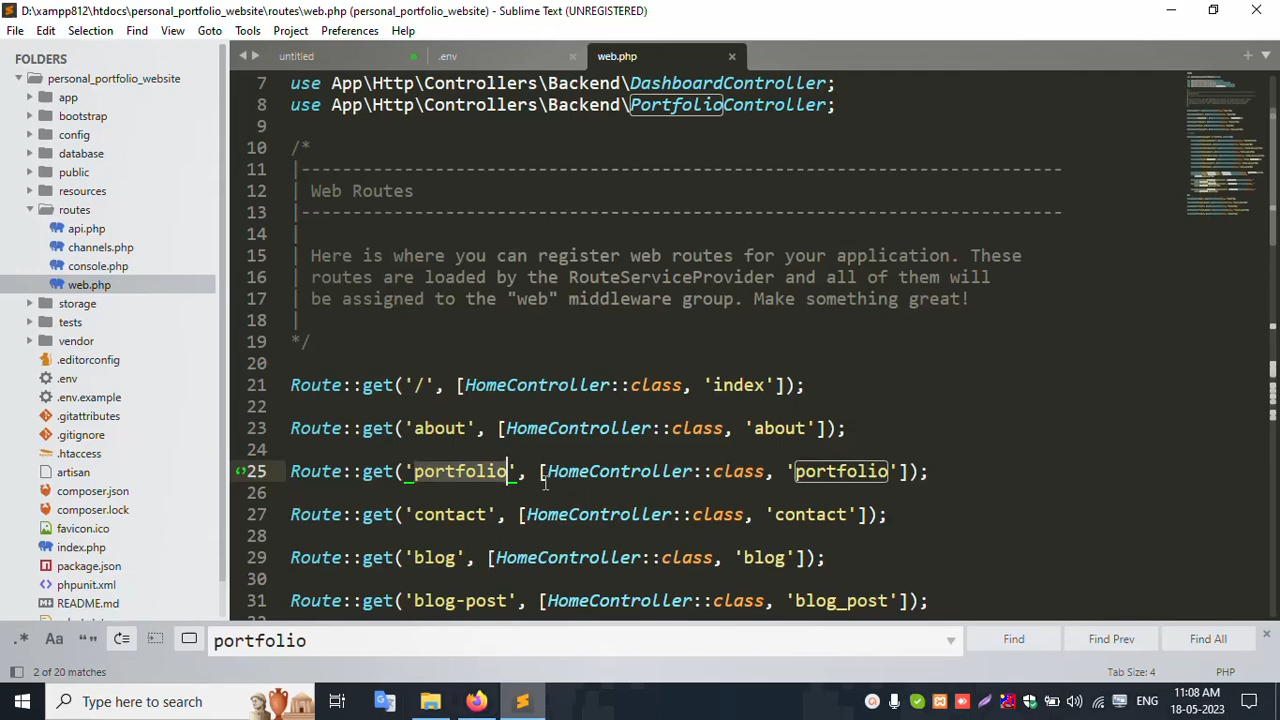 D:\xampp812\htdocs\personal_portfolio_website\routes\web.php (personal_portfolio_website) - Sublime Text (UNREGISTERED)
File Edit Selection Find View Goto Tools Project Preferences Help
FOLDERS
personal_portfolio_website
app
bootstrap
config
database
public
resources
routes
api.php
channels.php
console.php
web.php
storage
tests
vendor
.editorconfig
.env
.env.example
.gitattributes
.gitignore
.htaccess
artisan
composer.json
composer.lock
favicon.ico
index.php
package.json
phpunit.xml
README.md
untitled .env web.php
7 use App\Http\Controllers\Backend\DashboardController;
8 use App\Http\Controllers\Backend\PortfolioController;
9
10 /*
11 |--------------------------------------------------------------------------
12 | Web Routes
13 |--------------------------------------------------------------------------
14 |
15 | Here is where you can register web routes for your application. These
16 | routes are loaded by the RouteServiceProvider and all of them will
17 | be assigned to the "web" middleware group. Make something great!
18 |
19 */
20
21 Route::get('/', [HomeController::class, 'index']);
22
23 Route::get('about', [HomeController::class, 'about']);
24
25 Route::get('portfolio', [HomeController::class, 'portfolio']);
26
27 Route::get('contact', [HomeController::class, 'contact']);
28
29 Route::get('blog', [HomeController::class, 'blog']);
30
31 Route::get('blog-post', [HomeController::class, 'blog_post']);
.* Aa “” portfolio Find Find Prev Find All
2 of 20 matches Tab Size: 4 PHP
Type here to search ENG 11:08 AM
18-05-2023